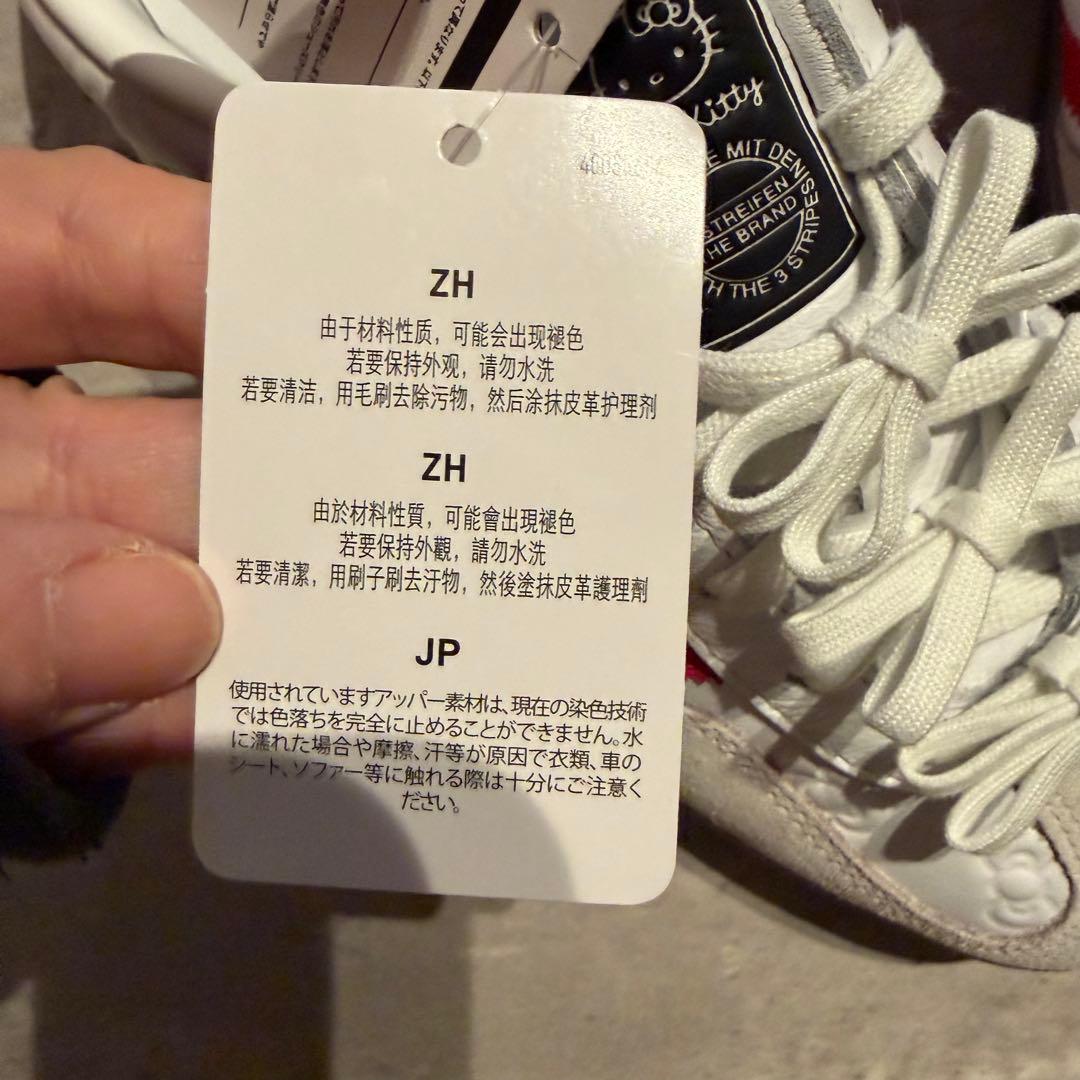 Kitty
DIE MARKE MIT DEN
3 STREIFEN
THE BRAND
WITH THE 3 STRIPES
ZH
由于材料性质，可能会出现褪色
若要保持外观，请勿水洗
若要清洁，用毛刷去除污物，然后涂抹皮革护理剂
ZH
由於材料性質，可能會出現褪色
若要保持外觀，請勿水洗
若要清潔，用刷子刷去汙物，然後塗抹皮革護理劑
JP
使用されていますアッパー素材は、現在の染色技術
では色落ちを完全に止めることができません。水
に濡れた場合や摩擦、汗等が原因で衣類、車の
シート、ソファー等に触れる際は十分にご注意く
ださい。